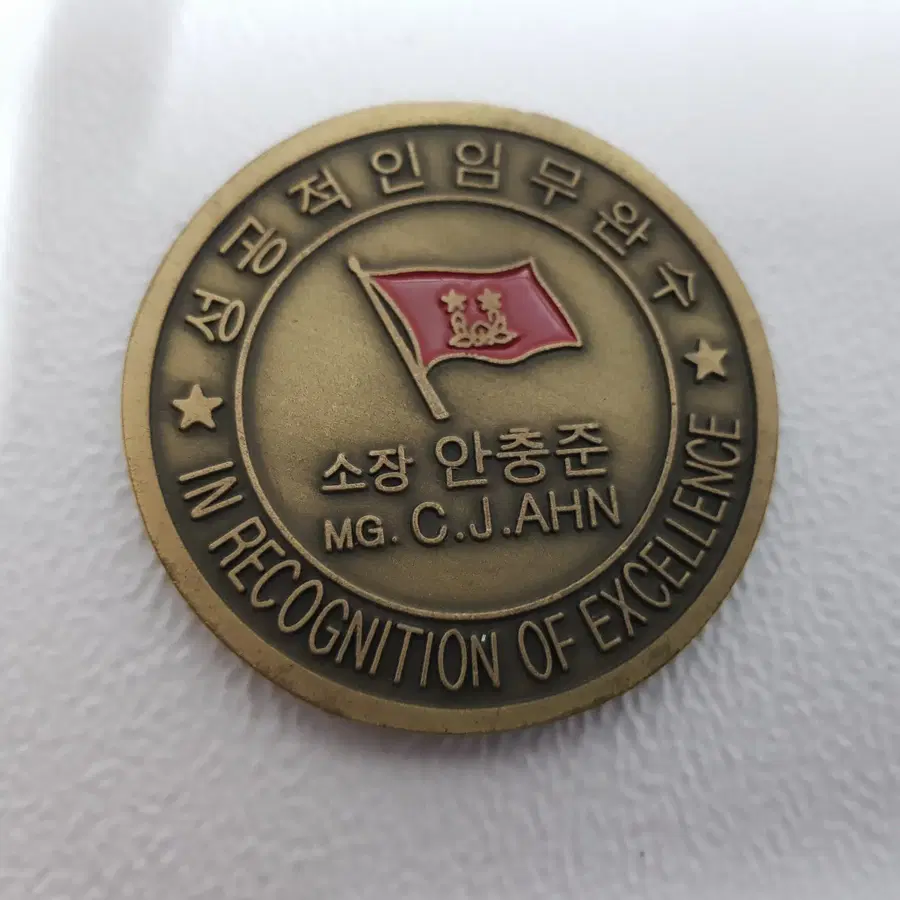 성공적인임무완수
소장 안충준
MG. C.J.AHN
IN RECOGNITION OF EXCELLENCE